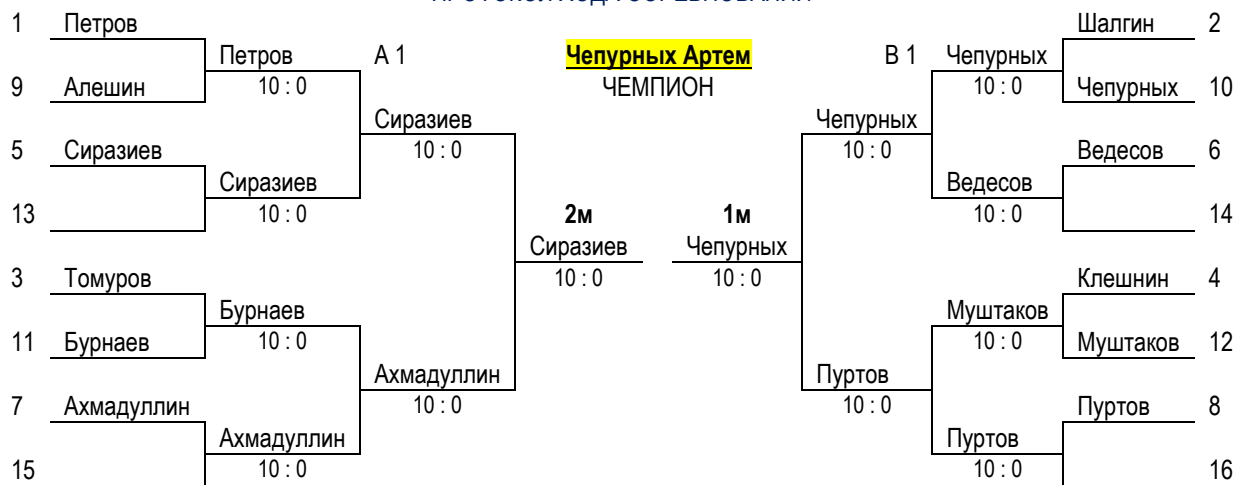 1 Петров Шалгин 2
Петров А 1 Чепурных Артем В 1 Чепурных
9 Алешин 10 : 0 ЧЕМПИОН 10 : 0 Чепурных 10
Сиразиев Чепурных
5 Сиразиев 10 : 0 10 : 0 Ведесов 6
Сиразиев Ведесов
13 10 : 0 2м 1м 10 : 0 14
Сиразиев Чепурных
3 Томуров 10 : 0 10 : 0 Клешнин 4
Бурнаев Муштаков
11 Бурнаев 10 : 0 10 : 0 Муштаков 12
Ахмадуллин Пуртов
7 Ахмадуллин 10 : 0 10 : 0 Пуртов 8
Ахмадуллин Пуртов
15 10 : 0 10 : 0 16